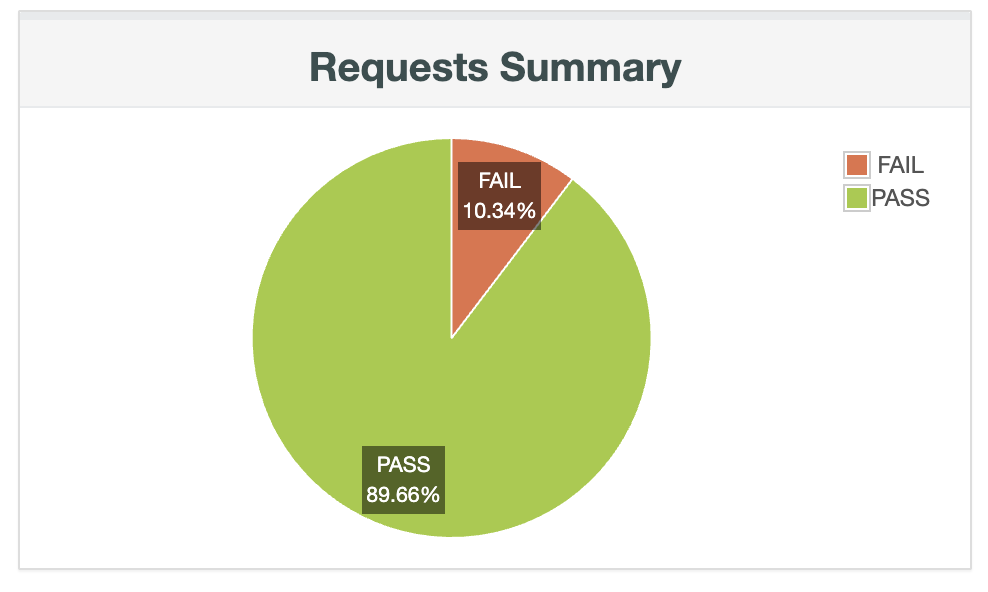 Requests Summary
FAIL
10.34%
FAIL
PASS
PASS
89.66%